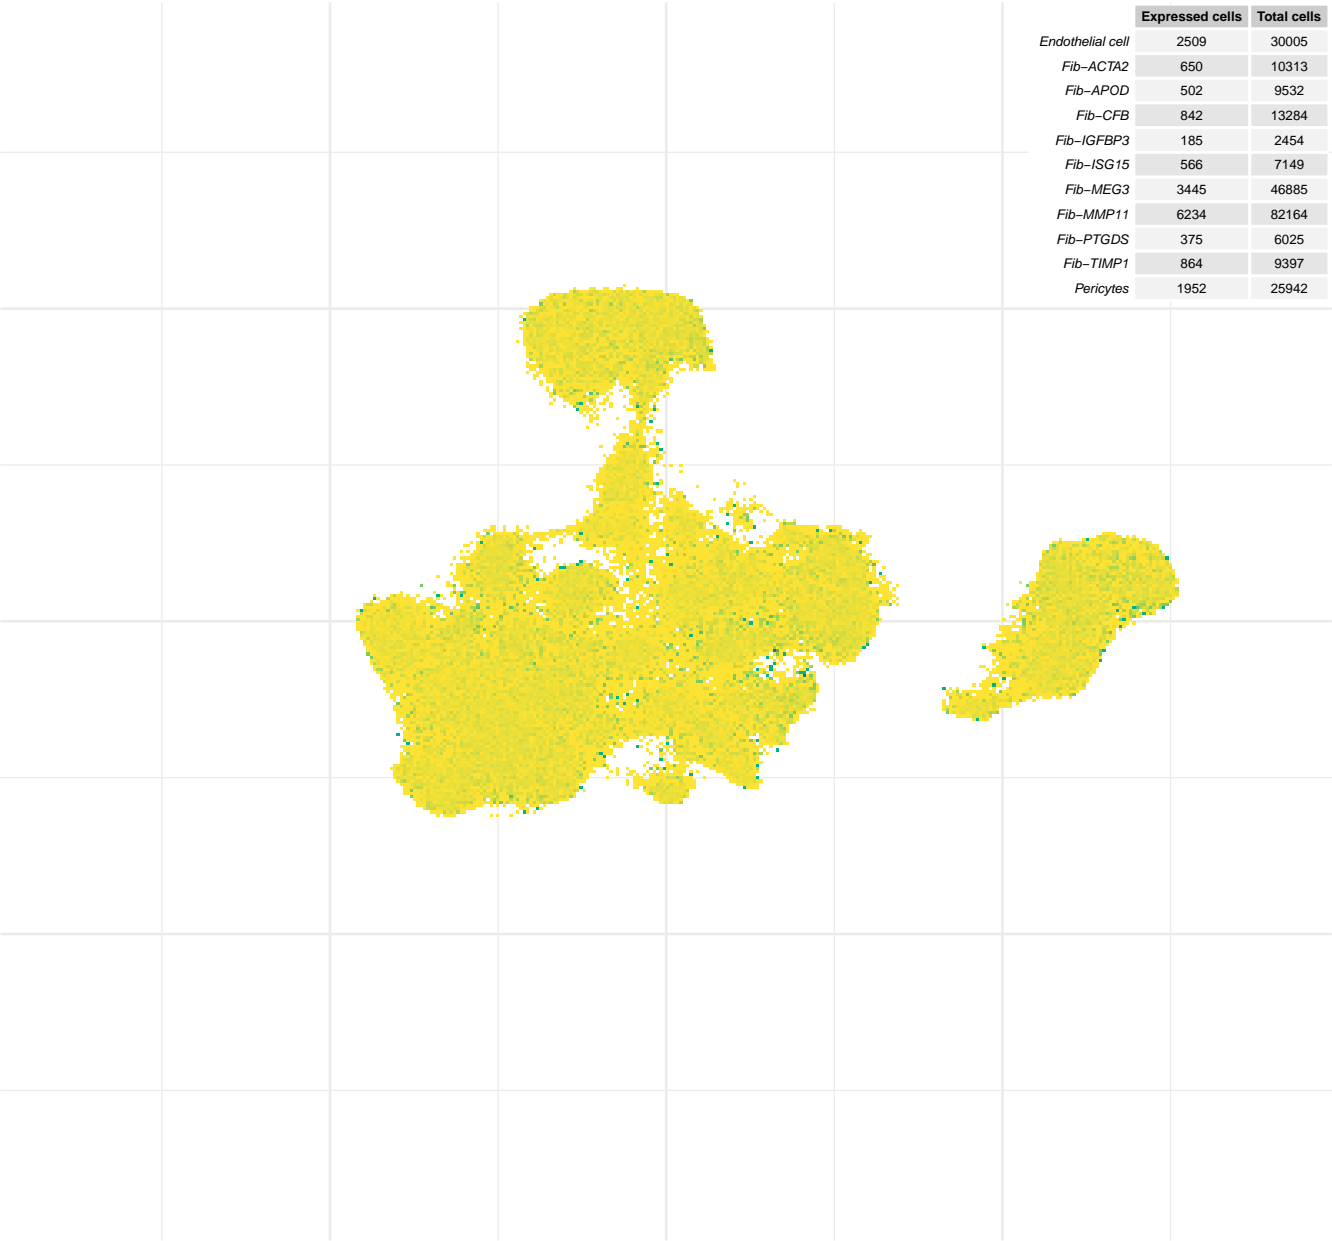 Expressed cells Total cells
Endothelial cell 2509 30005
Fib−ACTA2 650 10313
Fib−APOD 502 9532
Fib−CFB 842 13284
Fib−IGFBP3 185 2454
Fib−ISG15 566 7149
Fib−MEG3 3445 46885
Fib−MMP11 6234 82164
Fib−PTGDS 375 6025
Fib−TIMP1 864 9397
Pericytes 1952 25942